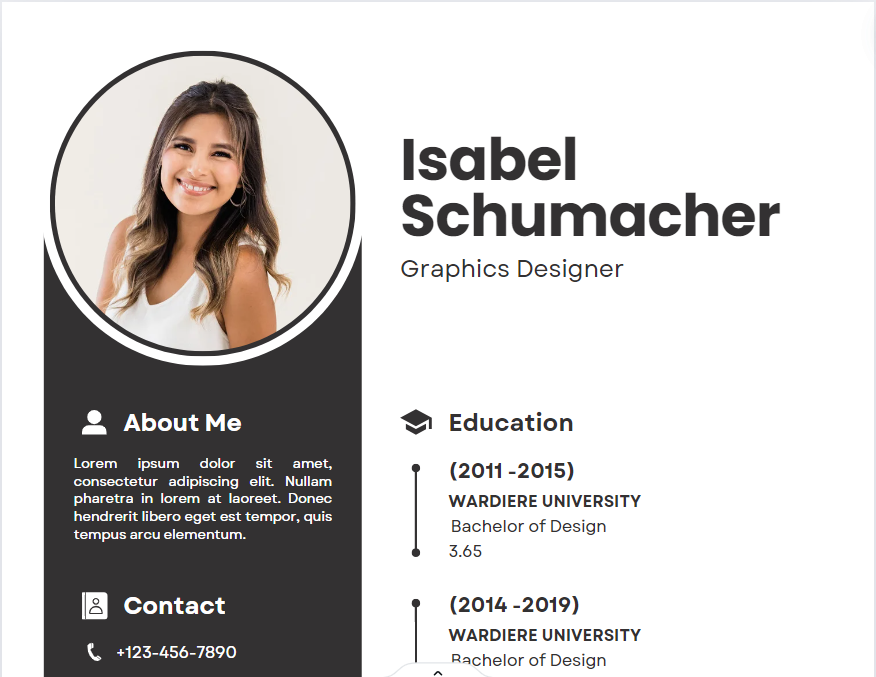 Isabel
Schumacher
Graphics Designer
About Me
Lorem ipsum dolor sit amet,
consectetur adipiscing elit. Nullam
pharetra in lorem at laoreet. Donec
hendrerit libero eget est tempor, quis
tempus arcu elementum.
Contact
+123-456-7890
Education
(2011 -2015)
WARDIERE UNIVERSITY
Bachelor of Design
3.65
(2014 -2019)
WARDIERE UNIVERSITY
Bachelor of Design